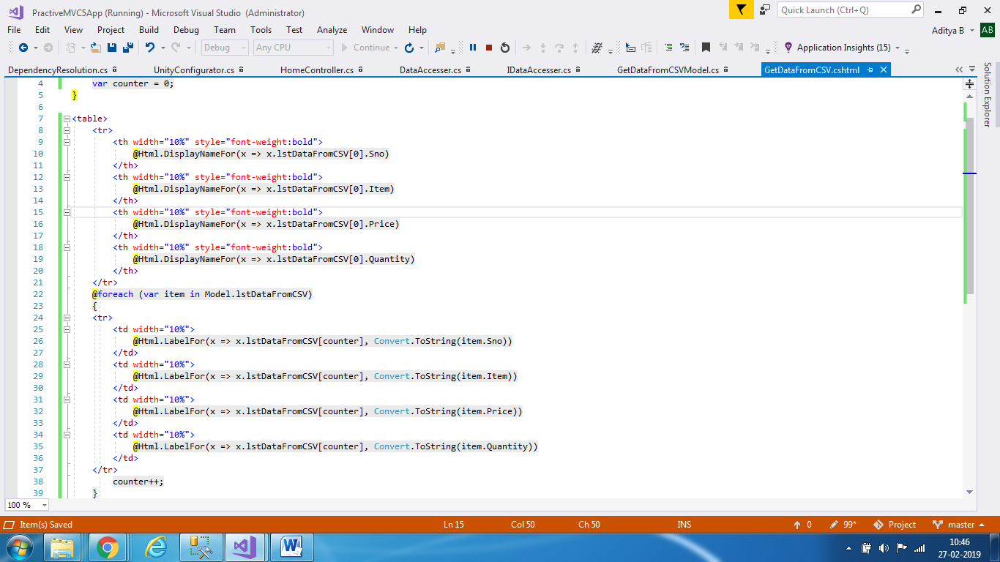 PractiveMVC5App (Running) - Microsoft Visual Studio (Administrator)
Quick Launch (Ctrl+Q)
File Edit View Project Build Debug Team Tools Test Analyze Window Help
Aditya B AB
Debug Any CPU Continue Application Insights (15)
DependencyResolution.cs UnityConfigurator.cs HomeController.cs DataAccesser.cs IDataAccesser.cs GetDataFromCSVModel.cs GetDataFromCSV.cshtml
Solution Explorer
4 var counter = 0;
5 }
6
7 <table>
8 <tr>
9 <th width="10%" style="font-weight:bold">
10 @Html.DisplayNameFor(x => x.lstDataFromCSV[0].Sno)
11 </th>
12 <th width="10%" style="font-weight:bold">
13 @Html.DisplayNameFor(x => x.lstDataFromCSV[0].Item)
14 </th>
15 <th width="10%" style="font-weight:bold">
16 @Html.DisplayNameFor(x => x.lstDataFromCSV[0].Price)
17 </th>
18 <th width="10%" style="font-weight:bold">
19 @Html.DisplayNameFor(x => x.lstDataFromCSV[0].Quantity)
20 </th>
21 </tr>
22 @foreach (var item in Model.lstDataFromCSV)
23 {
24 <tr>
25 <td width="10%">
26 @Html.LabelFor(x => x.lstDataFromCSV[counter], Convert.ToString(item.Sno))
27 </td>
28 <td width="10%">
29 @Html.LabelFor(x => x.lstDataFromCSV[counter], Convert.ToString(item.Item))
30 </td>
31 <td width="10%">
32 @Html.LabelFor(x => x.lstDataFromCSV[counter], Convert.ToString(item.Price))
33 </td>
34 <td width="10%">
35 @Html.LabelFor(x => x.lstDataFromCSV[counter], Convert.ToString(item.Quantity))
36 </td>
37 </tr>
38 counter++;
39 }
100 %
Item(s) Saved Ln 15 Col 50 Ch 50 INS 0 99* Project master
10:46
27-02-2019